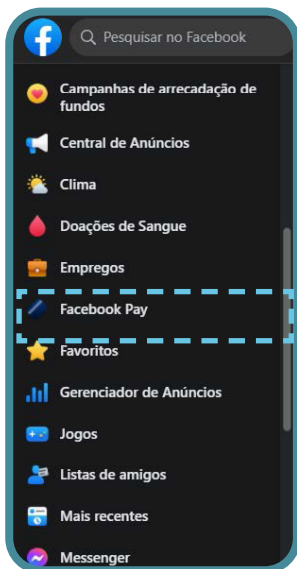 Pesquisar no Facebook
Campanhas de arrecadação de
fundos
Central de Anúncios
Clima
Doações de Sangue
Empregos
Facebook Pay
Favoritos
Gerenciador de Anúncios
Jogos
Listas de amigos
Mais recentes
Messenger